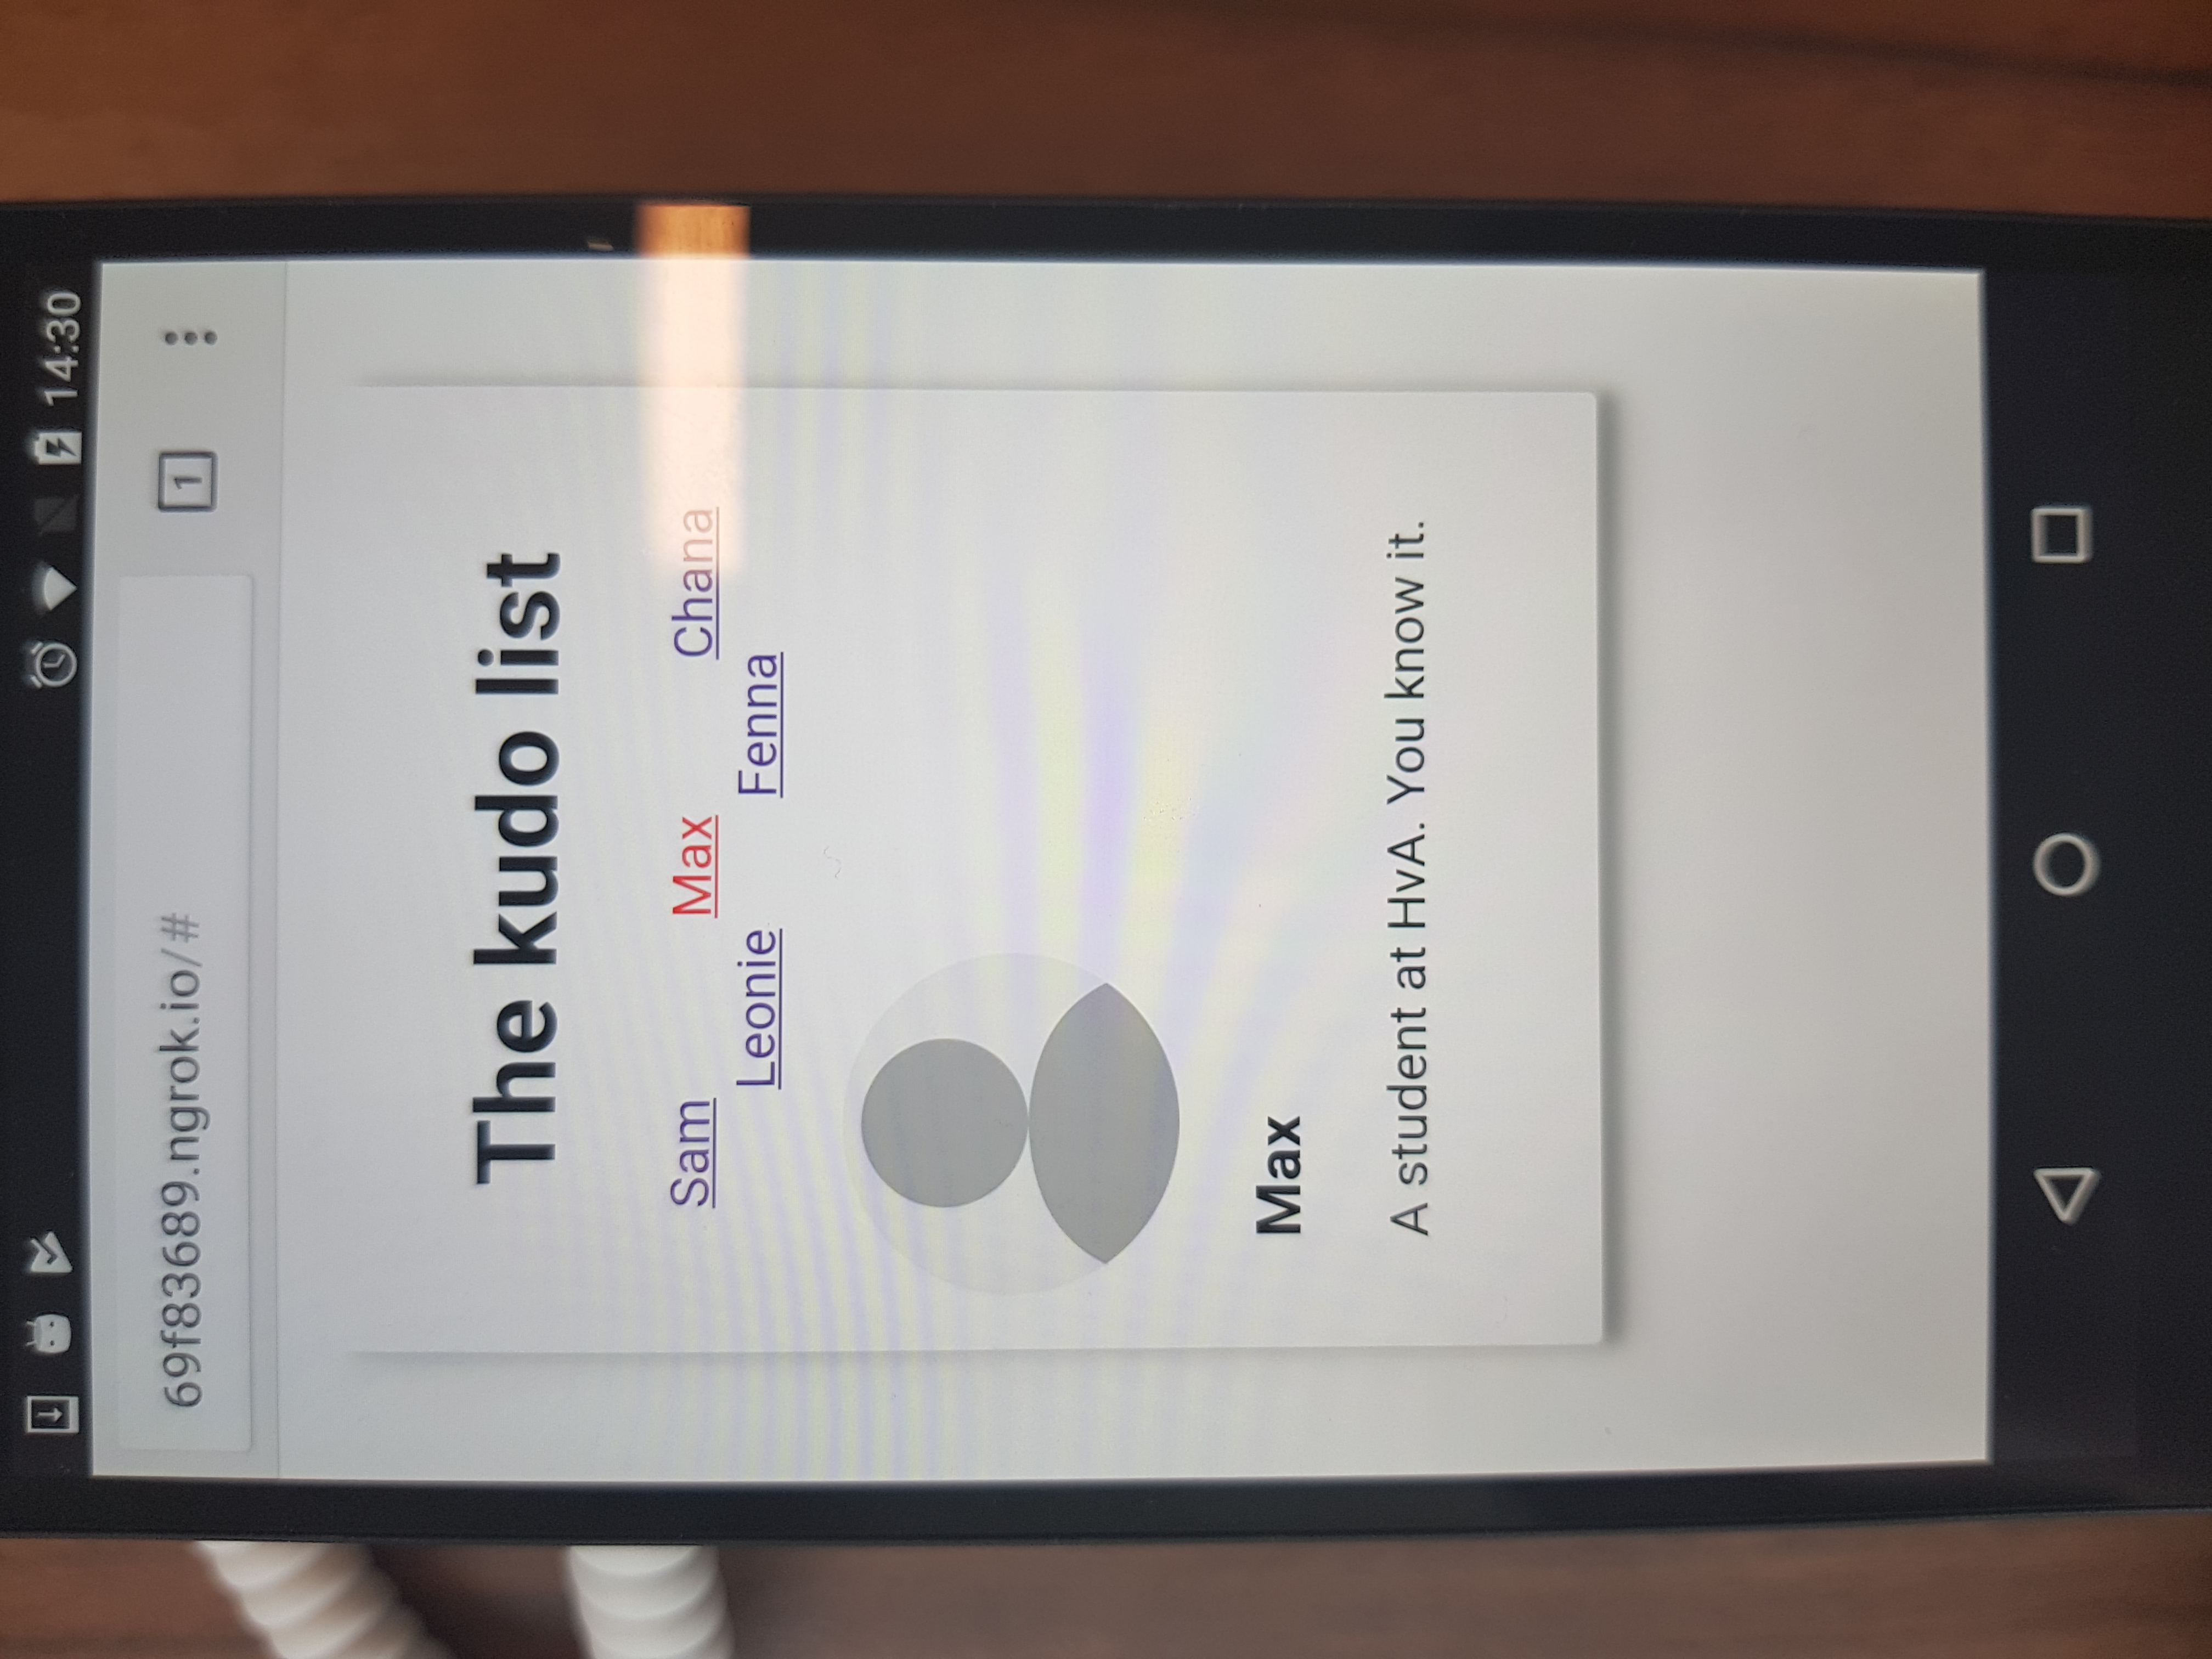 14:30
69f83689.ngrok.io/#
1
The kudo list
Sam Max Chana
Leonie Fenna
Max
A student at HvA. You know it.